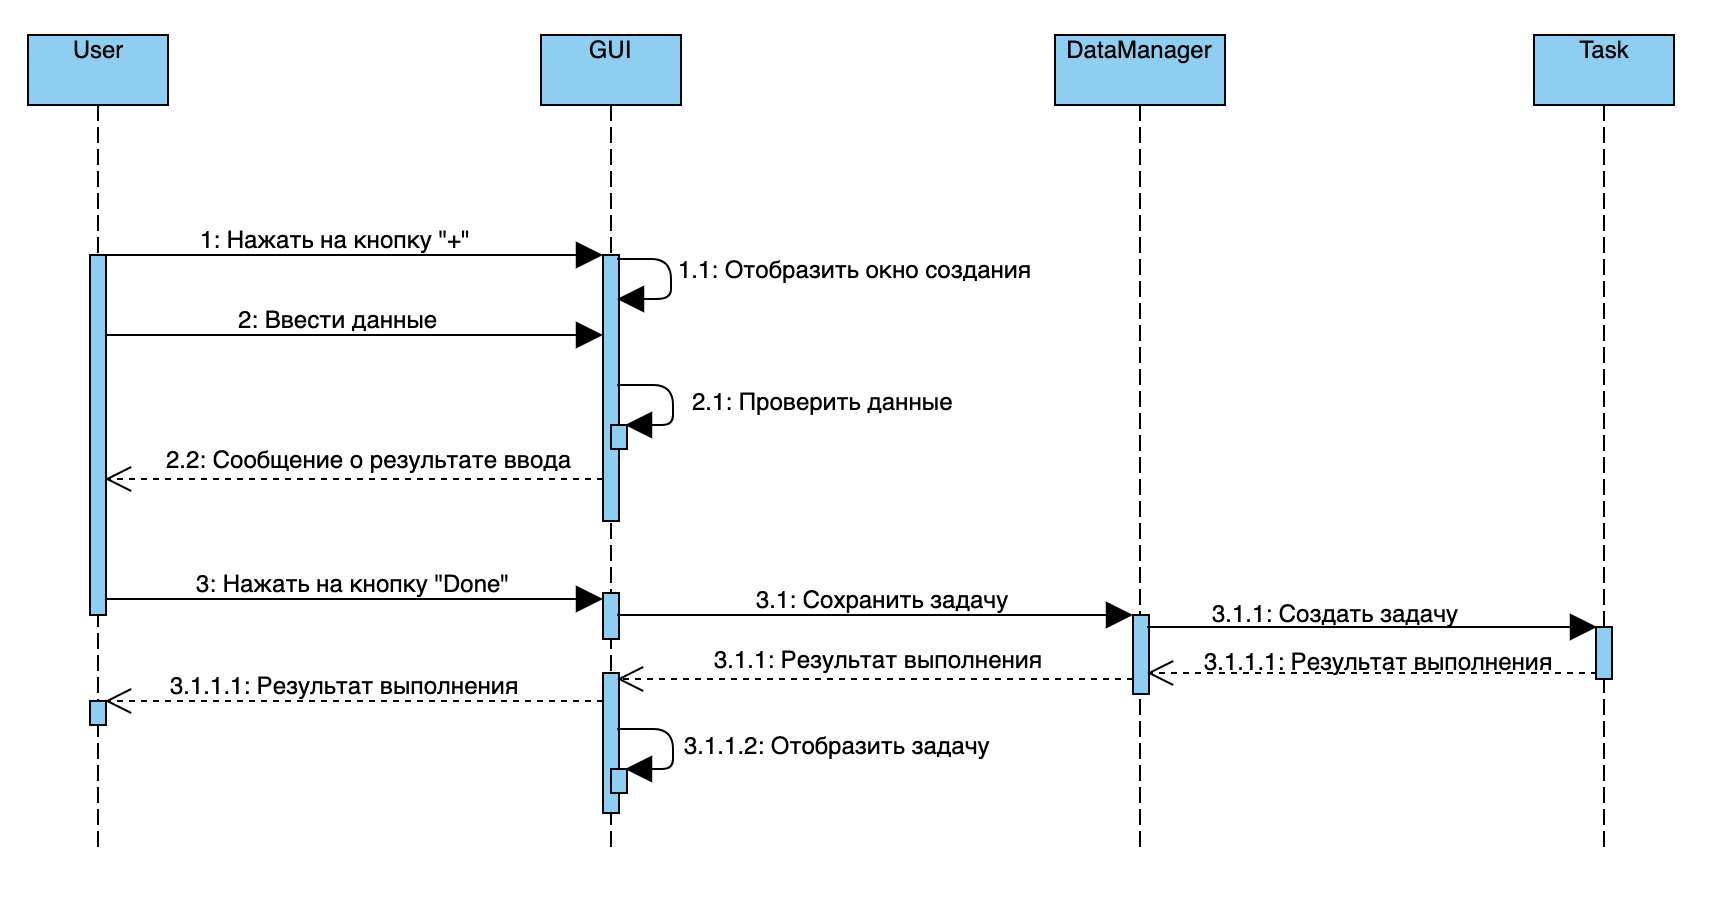 User
GUI
DataManager
Task
1: Нажать на кнопку "+"
1.1: Отобразить окно создания
2: Ввести данные
2.1: Проверить данные
2.2: Сообщение о результате ввода
3: Нажать на кнопку "Done"
3.1: Сохранить задачу
3.1.1: Создать задачу
3.1.1: Результат выполнения
3.1.1.1: Результат выполнения
3.1.1.1: Результат выполнения
3.1.1.2: Отобразить задачу